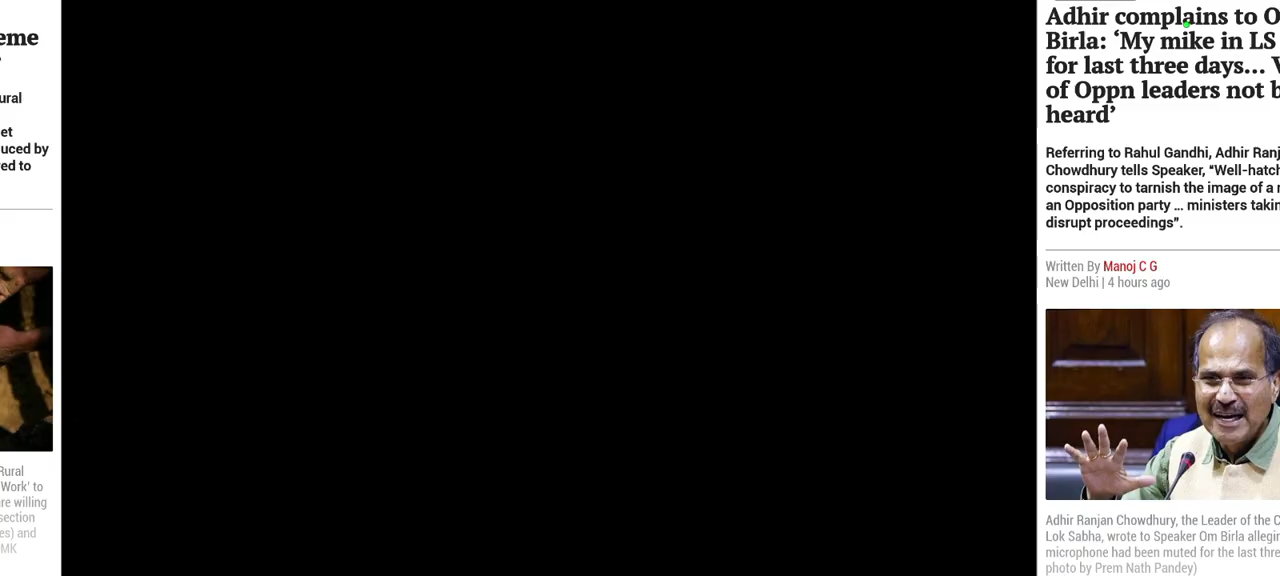 eme
ural
et
uced by
ed to
Rural
Work' to
are willing
section
es) and
MK
Adhir complains to O
Birla: ‘My mike in LS
for last three days... V
of Oppn leaders not b
heard’
Referring to Rahul Gandhi, Adhir Ranj
Chowdhury tells Speaker, “Well-hatch
conspiracy to tarnish the image of a r
an Opposition party ... ministers takin
disrupt proceedings”.
Written By Manoj C G
New Delhi | 4 hours ago
Adhir Ranjan Chowdhury, the Leader of the C
Lok Sabha, wrote to Speaker Om Birla allegin
microphone had been muted for the last thre
photo by Prem Nath Pandey)